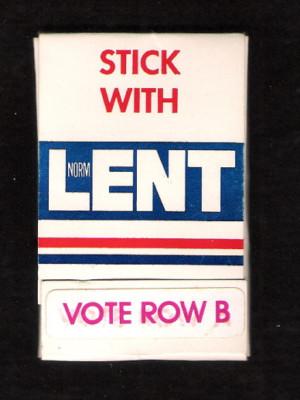 STICK
WITH
NORM
LENT
VOTE ROW B